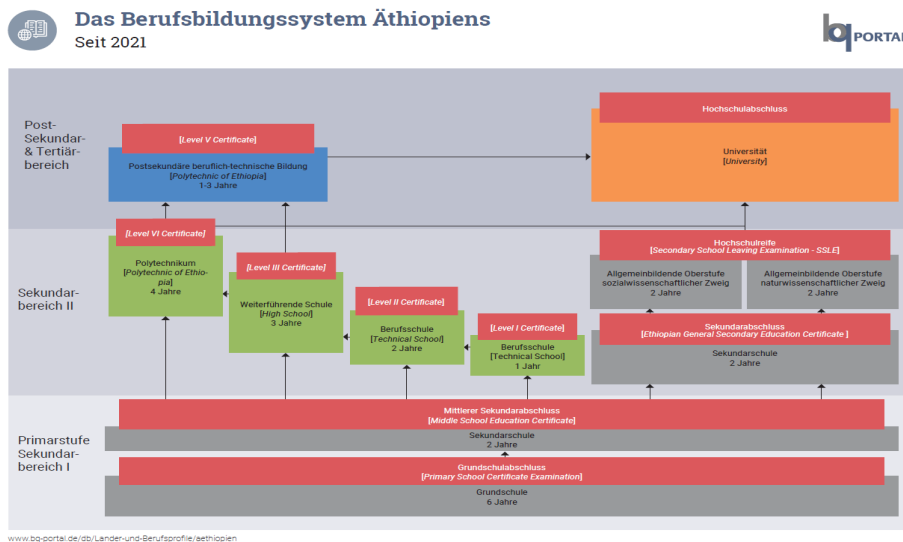 Das Berufsbildungssystem Äthiopiens
Seit 2021
bq PORTAL
Post-
Sekundar-
& Tertiär-
bereich
[Level V Certificate]
Postsekundäre beruflich-technische Bildung
[Polytechnic of Ethiopia]
1-3 Jahre
Hochschulabschluss
Universität
[University]
Sekundar-
bereich II
[Level VI Certificate]
Polytechnikum
[Polytechnic of Ethio-
pia]
4 Jahre
[Level III Certificate]
Weiterführende Schule
[High School]
3 Jahre
[Level II Certificate]
Berufsschule
[Technical School]
2 Jahre
[Level I Certificate]
Berufsschule
[Technical School]
1 Jahr
Hochschulreife
[Secondary School Leaving Examination - SSLE]
Allgemeinbildende Oberstufe
sozialwissenschaftlicher Zweig
2 Jahre
Allgemeinbildende Oberstufe
naturwissenschaftlicher Zweig
2 Jahre
Sekundarabschluss
[Ethiopian General Secondary Education Certificate ]
Sekundarschule
2 Jahre
Primarstufe
Sekundar-
bereich I
Mittlerer Sekundarabschluss
[Middle School Education Certificate]
Sekundarschule
2 Jahre
Grundschulabschluss
[Primary School Certificate Examination]
Grundschule
6 Jahre
www.bq-portal.de/db/Lander-und-Berufsprofile/aethiopien